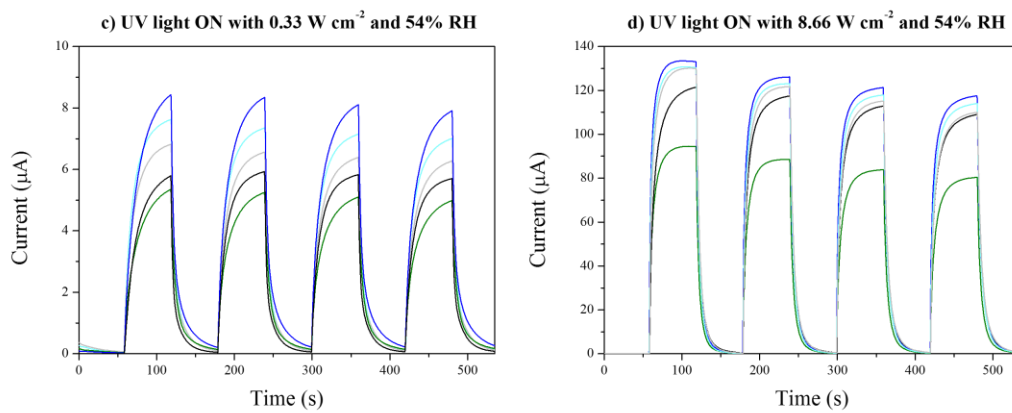 c) UV light ON with 0.33 W cm⁻² and 54% RH
10
8
6
4
2
0
Current (µA)
0 100 200 300 400 500
Time (s)
d) UV light ON with 8.66 W cm⁻² and 54% RH
140
120
100
80
60
40
20
0
Current (µA)
0 100 200 300 400 500
Time (s)